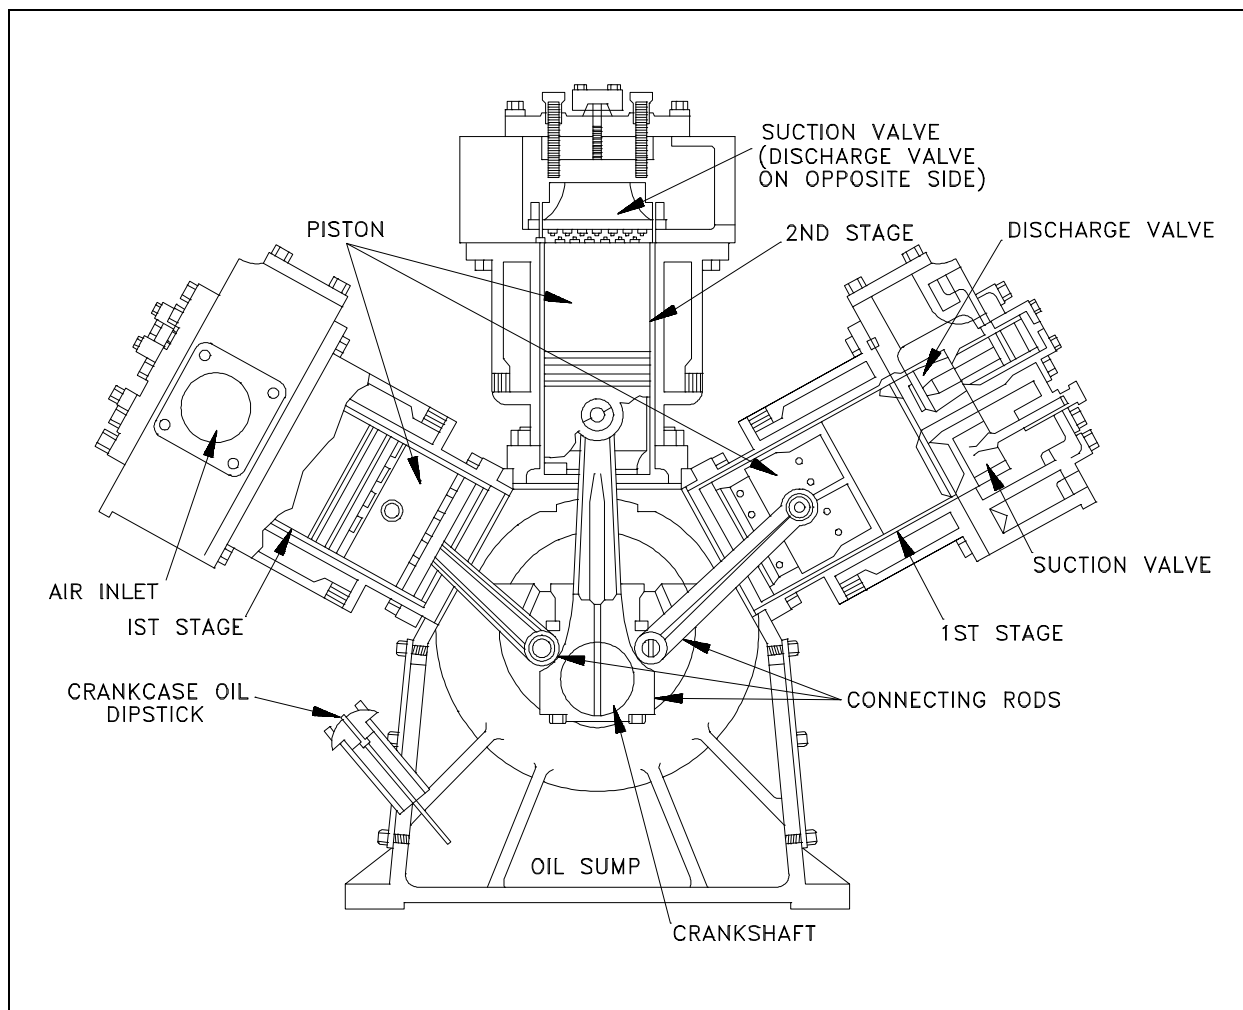 SUCTION VALVE
(DISCHARGE VALVE
ON OPPOSITE SIDE)
PISTON
2ND STAGE
DISCHARGE VALVE
AIR INLET
IST STAGE
SUCTION VALVE
1ST STAGE
CRANKCASE OIL
DIPSTICK
CONNECTING RODS
OIL SUMP
CRANKSHAFT